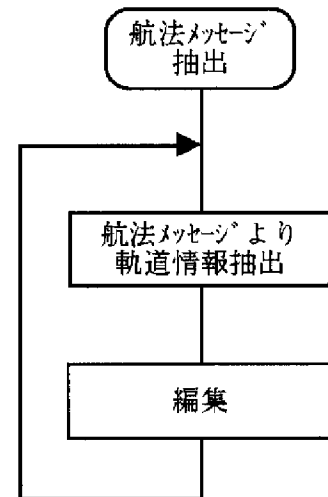 航法ﾒｯｾｰｼﾞ
抽出
航法ﾒｯｾｰｼﾞより
軌道情報抽出
編集